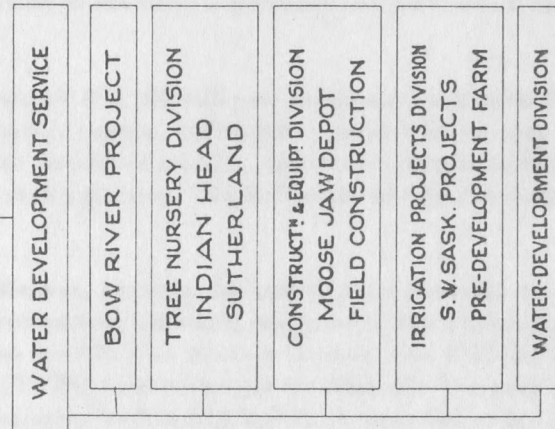 WATER DEVELOPMENT SERVICE
BOW RIVER PROJECT
TREE NURSERY DIVISION
INDIAN HEAD
SUTHERLAND
CONSTRUCTᴺ & EQUPᵀ DIVISION
MOOSE JAW DEPOT
FIELD CONSTRUCTION
IRRIGATION PROJECTS DIVISION
S.W. SASK. PROJECTS
PRE-DEVELOPMENT FARM
WATER-DEVELOPMENT DIVISION